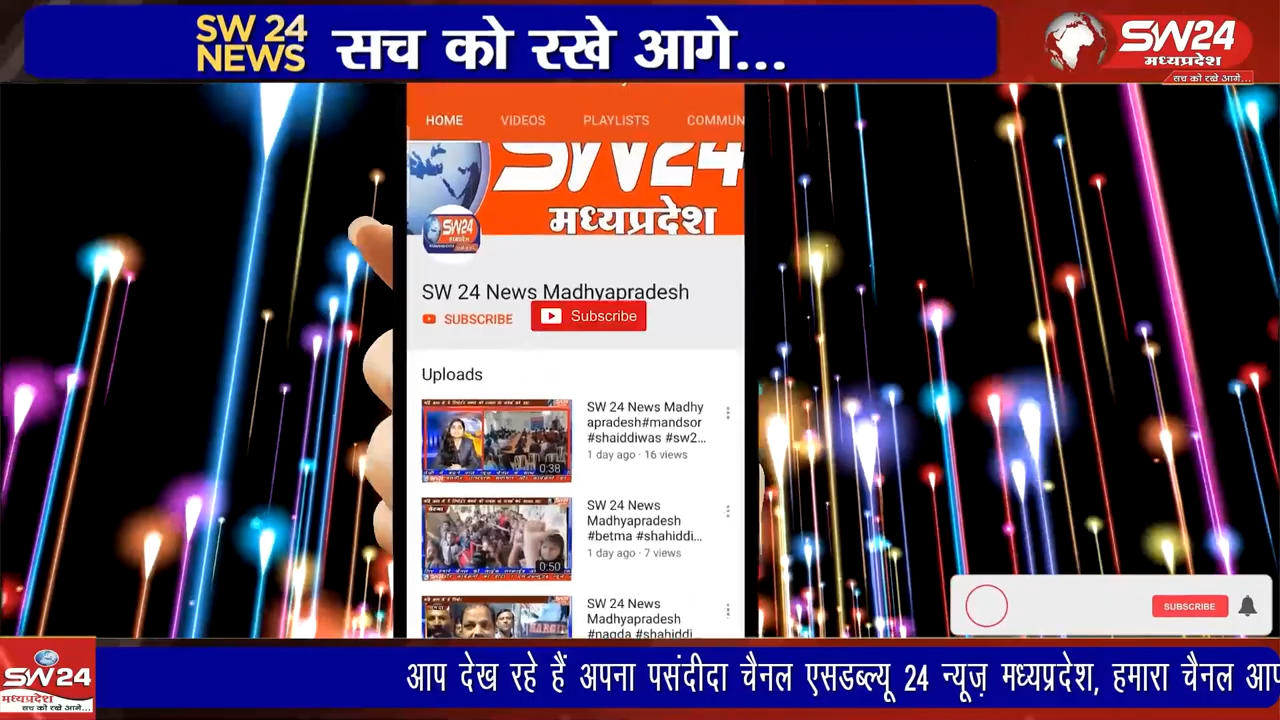 SW 24
NEWS
सच को रखे आगे...
SW24
मध्यप्रदेश
सच को रखे आगे...
HOME VIDEOS PLAYLISTS COMMUN
SW24
मध्यप्रदेश
SW24
SW 24 News Madhyapradesh
SUBSCRIBE
Subscribe
Uploads
SW 24 News Madhy
apradesh#mandsor
#shaiddiwas #sw2...
1 day ago · 16 views
0:38
SW 24 News
Madhyapradesh
#betma #shahiddi...
1 day ago · 7 views
0:50
SW 24 News
Madhyapradesh
#nagda #shahiddi...
SUBSCRIBE
SW24
मध्यप्रदेश
सच को रखे आगे...
आप देख रहे हैं अपना पसंदीदा चैनल एसडब्ल्यू 24 न्यूज़ मध्यप्रदेश, हमारा चैनल आप